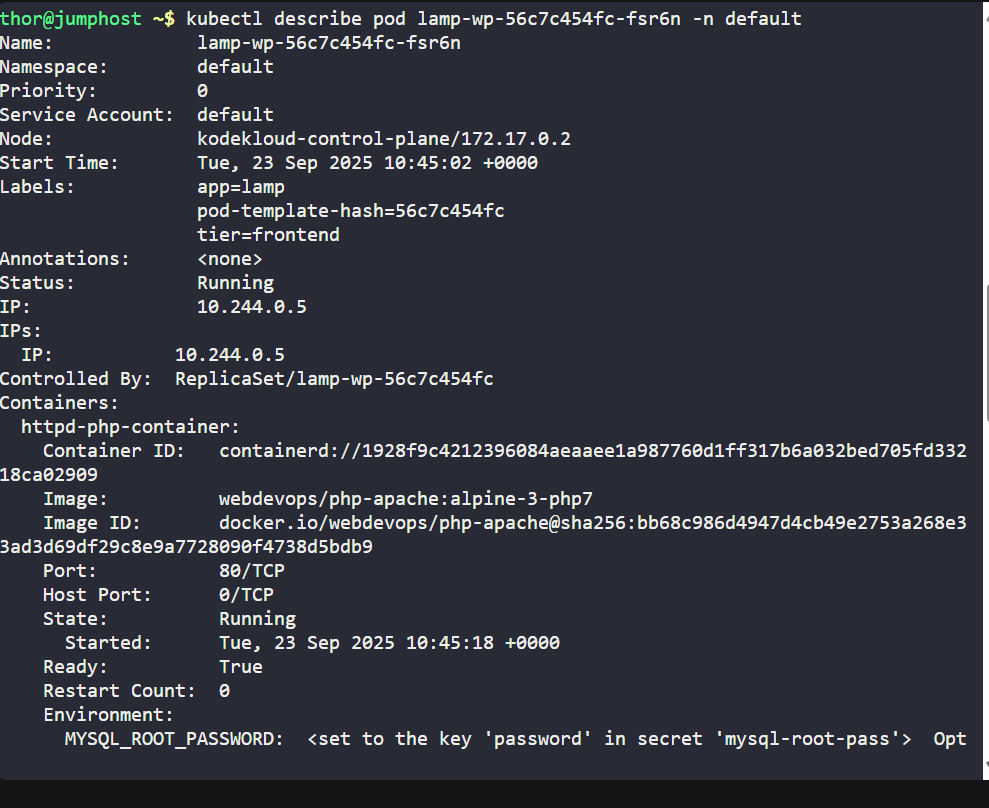 thor@jumphost ~$ kubectl describe pod lamp-wp-56c7c454fc-fsr6n -n default
Name:             lamp-wp-56c7c454fc-fsr6n
Namespace:        default
Priority:         0
Service Account:  default
Node:             kodekloud-control-plane/172.17.0.2
Start Time:       Tue, 23 Sep 2025 10:45:02 +0000
Labels:           app=lamp
                  pod-template-hash=56c7c454fc
                  tier=frontend
Annotations:      <none>
Status:           Running
IP:               10.244.0.5
IPs:
  IP:           10.244.0.5
Controlled By:  ReplicaSet/lamp-wp-56c7c454fc
Containers:
  httpd-php-container:
    Container ID:   containerd://1928f9c4212396084aeaaee1a987760d1ff317b6a032bed705fd332
18ca02909
    Image:          webdevops/php-apache:alpine-3-php7
    Image ID:       docker.io/webdevops/php-apache@sha256:bb68c986d4947d4cb49e2753a268e3
3ad3d69df29c8e9a7728090f4738d5bdb9
    Port:           80/TCP
    Host Port:      0/TCP
    State:          Running
      Started:      Tue, 23 Sep 2025 10:45:18 +0000
    Ready:          True
    Restart Count:  0
    Environment:
      MYSQL_ROOT_PASSWORD:  <set to the key 'password' in secret 'mysql-root-pass'>  Opt